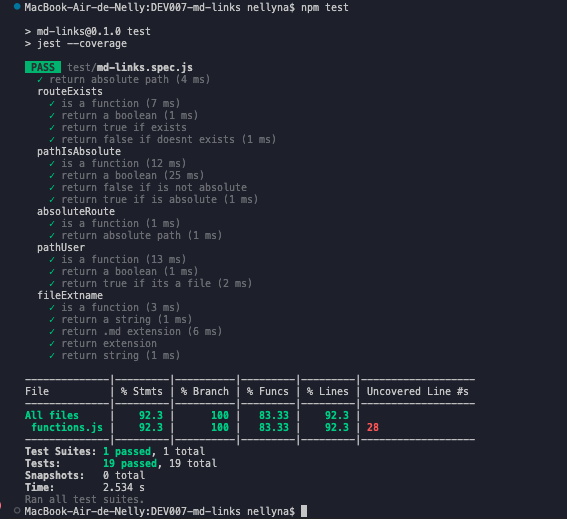 MacBook-Air-de-Nelly:DEV007-md-links nellyna$ npm test
> md-links@0.1.0 test
> jest --coverage
PASS test/md-links.spec.js
✓ return absolute path (4 ms)
routeExists
✓ is a function (7 ms)
✓ return a boolean (1 ms)
✓ return true if exists
✓ return false if doesnt exists (1 ms)
pathIsAbsolute
✓ is a function (12 ms)
✓ return a boolean (25 ms)
✓ return false if is not absolute
✓ return true if is absolute (1 ms)
absoluteRoute
✓ is a function (1 ms)
✓ return absolute path (1 ms)
pathUser
✓ is a function (13 ms)
✓ return a boolean (1 ms)
✓ return true if its a file (2 ms)
fileExtname
✓ is a function (3 ms)
✓ return a string (1 ms)
✓ return .md extension (6 ms)
✓ return extension
✓ return string (1 ms)
--------------|---------|----------|---------|---------|-------------------
File | % Stmts | % Branch | % Funcs | % Lines | Uncovered Line #s
--------------|---------|----------|---------|---------|-------------------
All files | 92.3 | 100 | 83.33 | 92.3 |
functions.js | 92.3 | 100 | 83.33 | 92.3 | 28
--------------|---------|----------|---------|---------|-------------------
Test Suites: 1 passed, 1 total
Tests: 19 passed, 19 total
Snapshots: 0 total
Time: 2.534 s
Ran all test suites.
MacBook-Air-de-Nelly:DEV007-md-links nellyna$